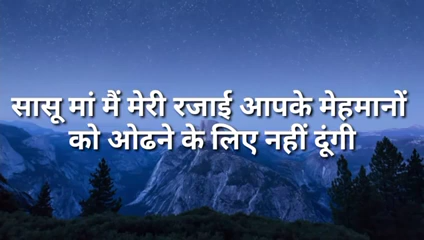 सासू मां मैं मेरी रजाई आपके मेहमानों
को ओढने के लिए नहीं दूंगी